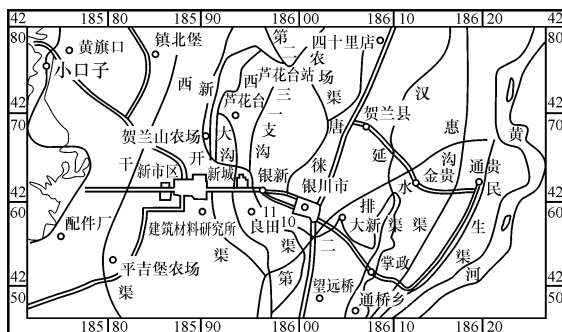 42 185 80 185 90 186 00 186 10 186 20 42
80 80
黄旗口
镇北堡
四十里店
小口子
第二农场渠
西
新
开
渠
西
大
沟
芦花台站
芦花台
三
一
支
沟
42
70
42
70
贺兰山农场
贺兰县
汉
惠
黄
唐
徕
延
沟
渠
干
新市区
新城
银新
银川市
水
金贵
通贵
民
生
渠
河
42
60
42
60
配件厂
建筑材料研究所
11
10
良田
渠
第
二
排
大新
渠
渠
掌政
平吉堡农场
渠
望远桥
通桥乡
42
50
42
50
185 80 185 90 186 00 186 10 186 20